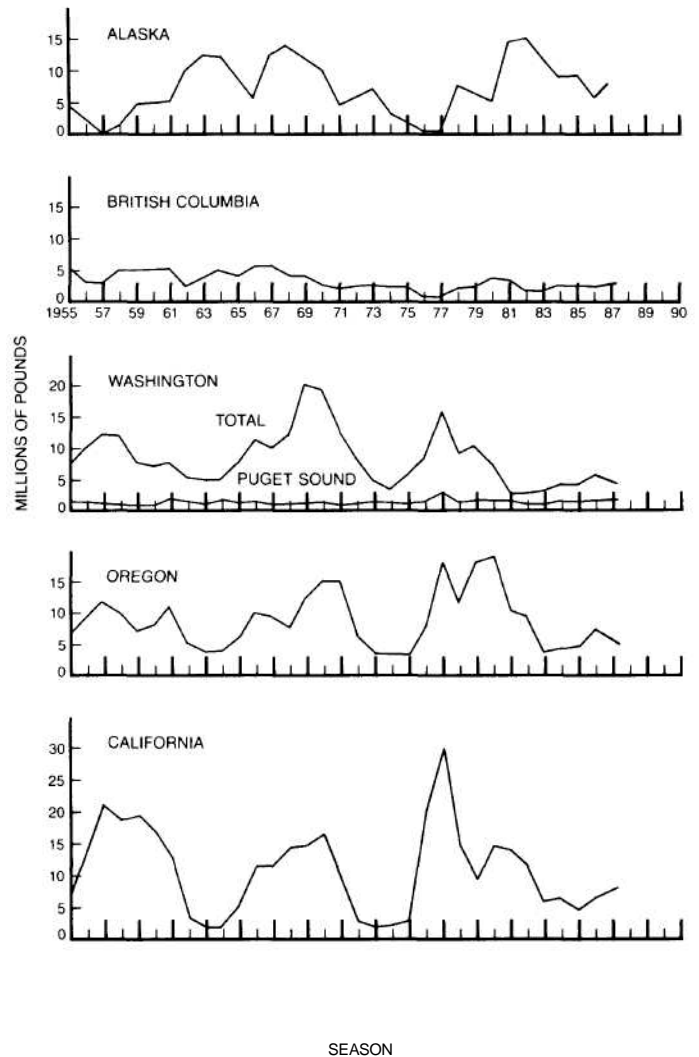 ALASKA
15
10
5
0
BRITISH COLUMBIA
15
10
5
0
1955 57 59 61 63 65 67 69 71 73 75 77 79 81 83 85 87 89 90
MILLIONS OF POUNDS
WASHINGTON
20
TOTAL
15
10
PUGET SOUND
5
0
OREGON
15
10
5
0
CALIFORNIA
30
25
20
15
10
5
0
SEASON